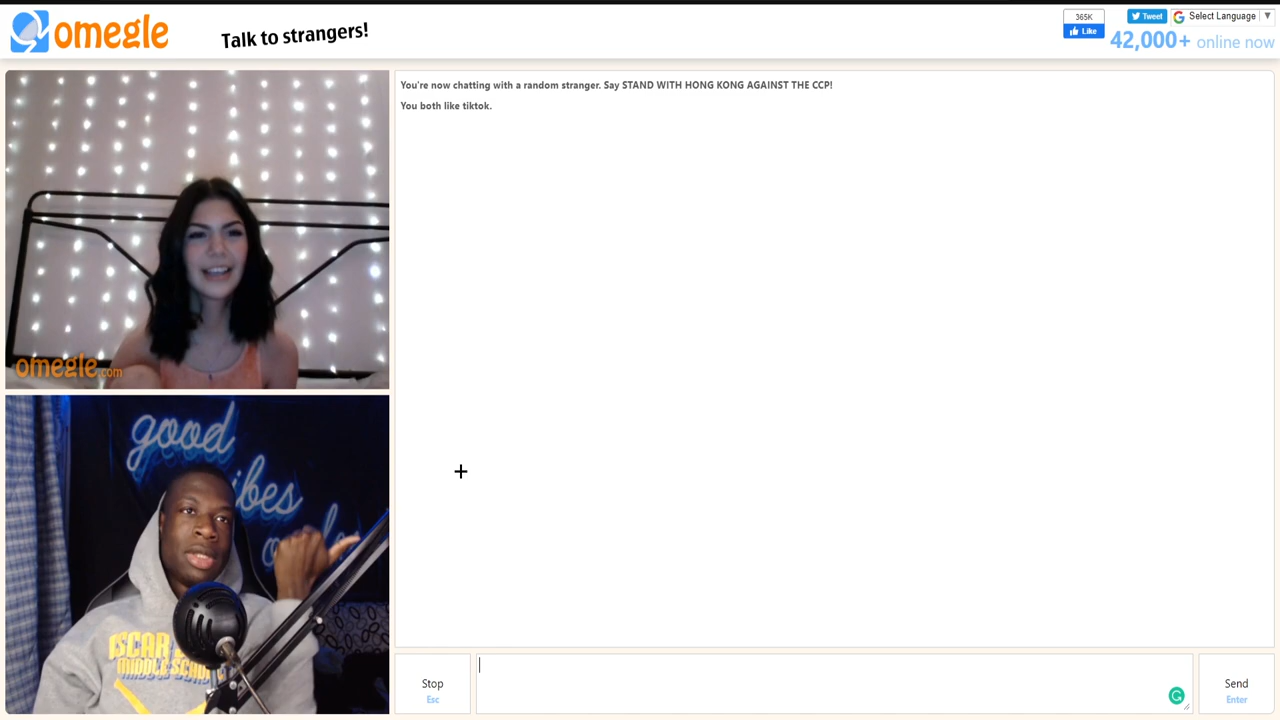 omegle
Talk to strangers!
365K
Like
Tweet
Select Language
42,000+ online now
You're now chatting with a random stranger. Say STAND WITH HONG KONG AGAINST THE CCP!
You both like tiktok.
omegle.com
good
MIDDLE SCHOOL
Stop
Esc
Send
Enter